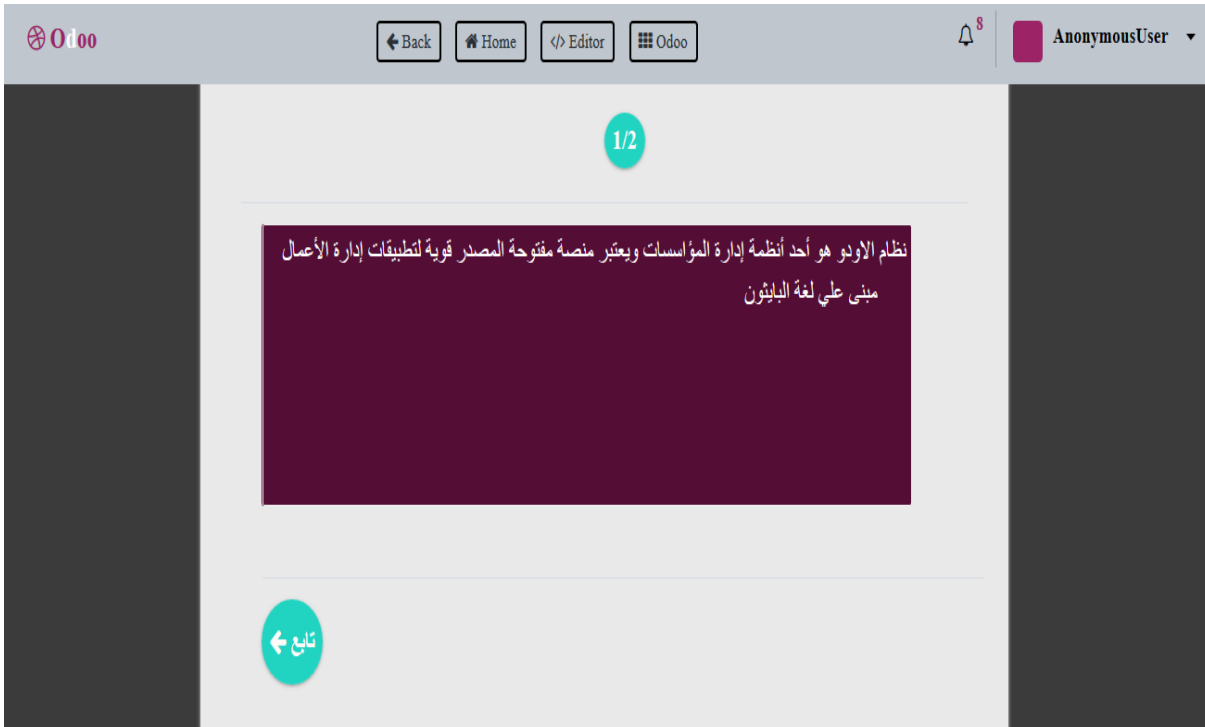 Odoo
Back
Home
</> Editor
Odoo
8
AnonymousUser
1/2
نظام الاودو هو أحد أنظمة إدارة المؤاسسات ويعتبر منصة مفتوحة المصدر قوية لتطبيقات إدارة الأعمال
مبنى علي لغة البايثون
تابع